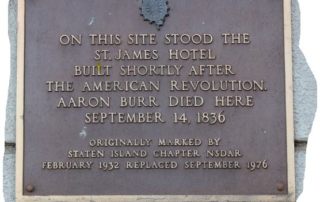 ON THIS SITE STOOD THE
ST. JAMES HOTEL
BUILT SHORTLY AFTER
THE AMERICAN REVOLUTION.
AARON BURR DIED HERE
SEPTEMBER 14, 1836
ORIGINALLY MARKED BY
STATEN ISLAND CHAPTER NSDAR
FEBRUARY 1932 REPLACED SEPTEMBER 1976